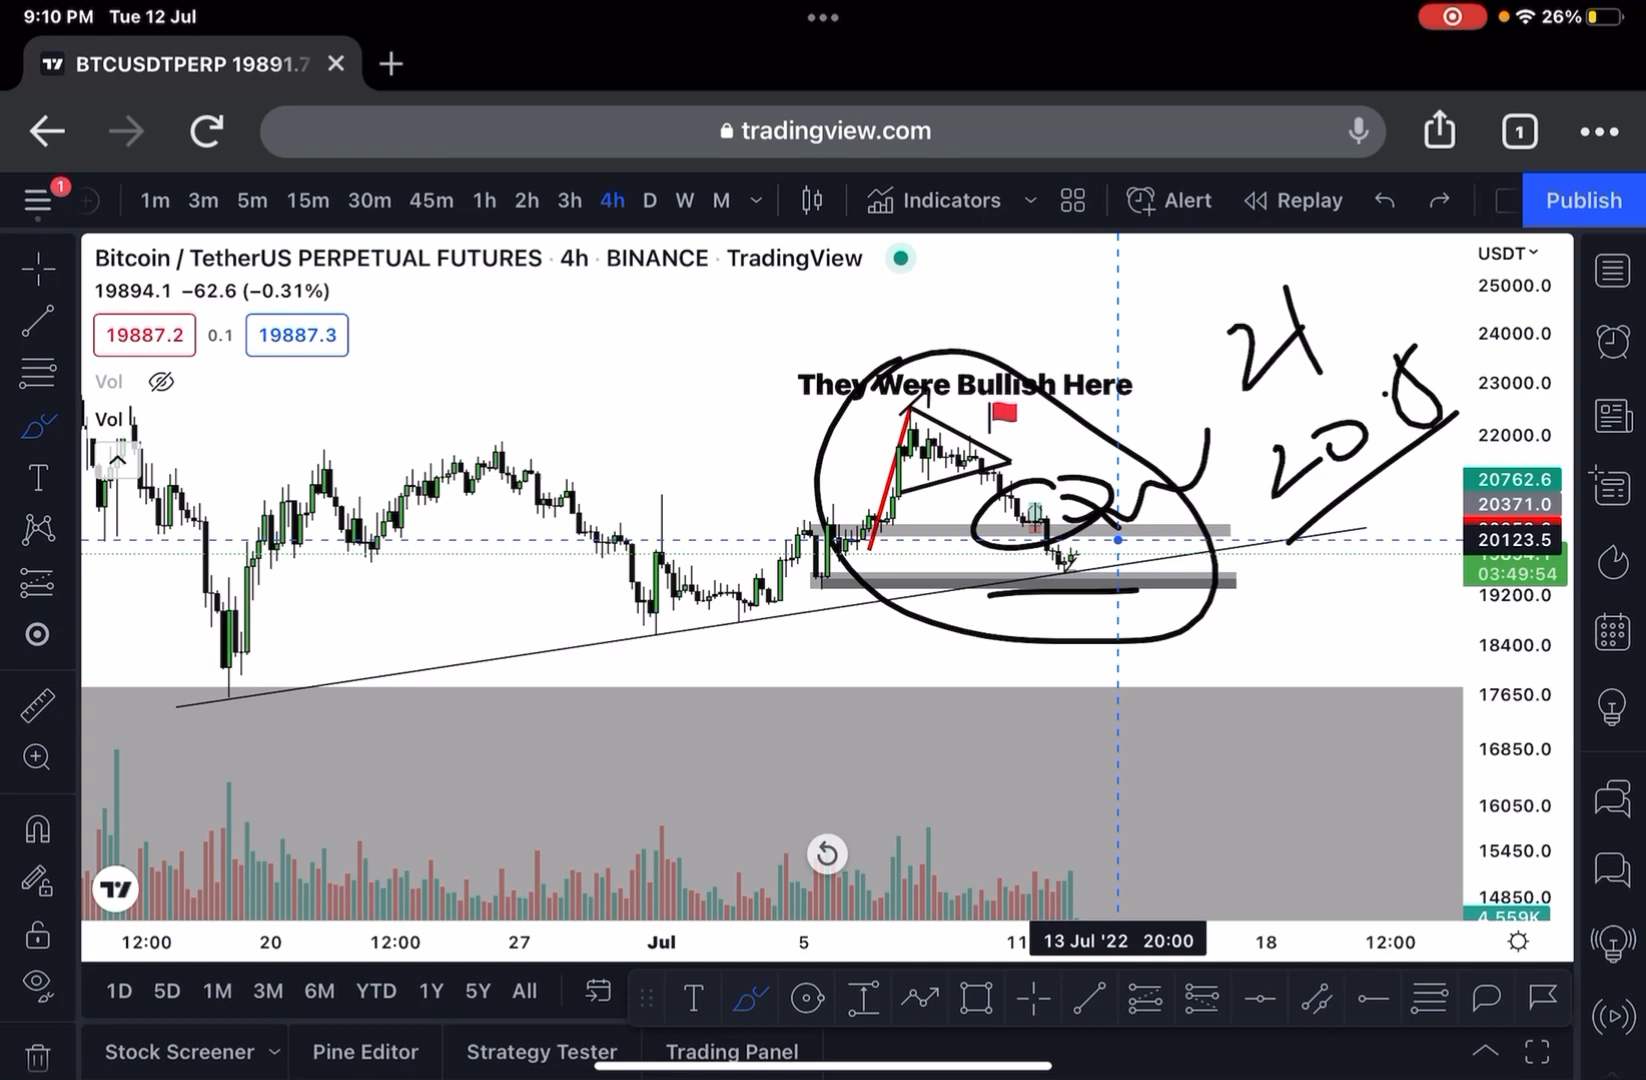 9:10 PM Tue 12 Jul
26%
BTCUSDTPERP 19891.7
tradingview.com
1
1
1m 3m 5m 15m 30m 45m 1h 2h 3h 4h D W M Indicators Alert Replay Publish
Bitcoin / TetherUS PERPETUAL FUTURES · 4h · BINANCE · TradingView
USDT
19894.1 −62.6 (−0.31%)
19887.2 0.1 19887.3
Vol
Vol
They Were Bullish Here
20.8
25000.0
24000.0
23000.0
22000.0
20762.6
20371.0
20123.5
03:49:54
19200.0
18400.0
17650.0
16850.0
16050.0
15450.0
14850.0
4.559K
12:00 20 12:00 27 Jul 5 11 13 Jul '22 20:00 18 12:00
1D 5D 1M 3M 6M YTD 1Y 5Y All
Stock Screener Pine Editor Strategy Tester Trading Panel